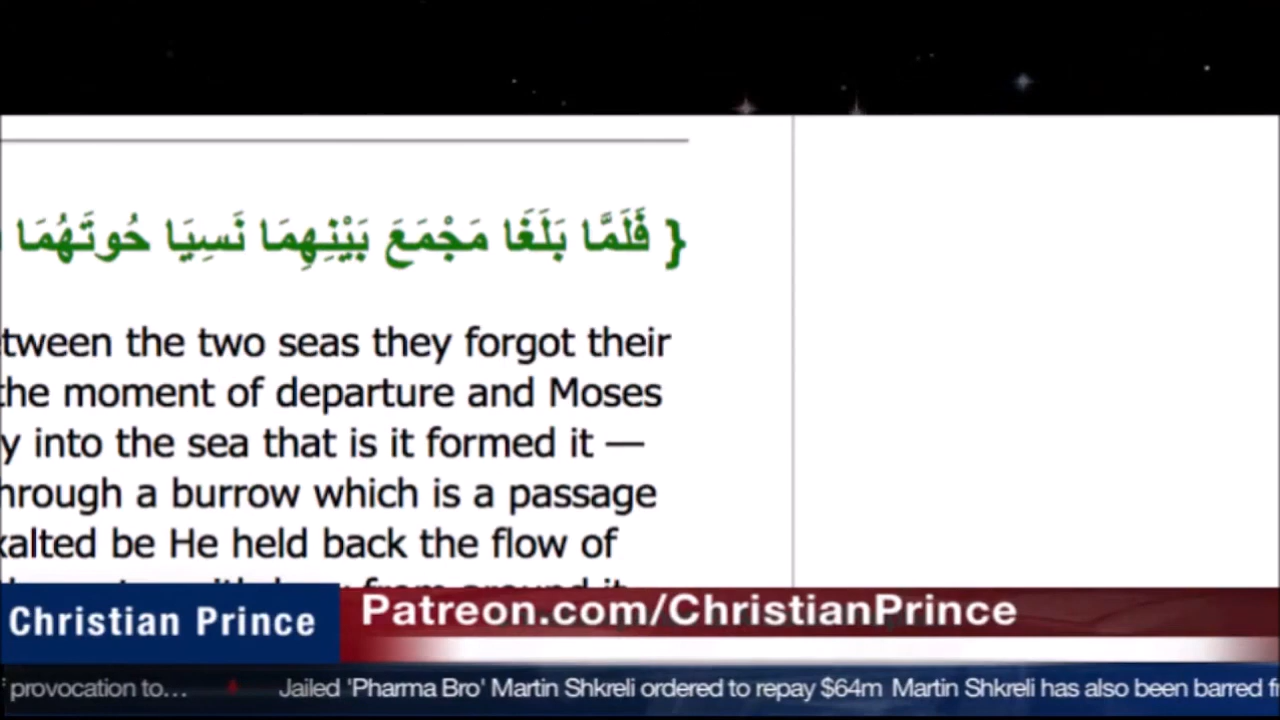 { فَلَمَّا بَلَغَا مَجْمَعَ بَيْنِهِمَا نَسِيَا حُوتَهُمَا
tween the two seas they forgot their
the moment of departure and Moses
y into the sea that is it formed it —
hrough a burrow which is a passage
xalted be He held back the flow of
from around it
Christian Prince
Patreon.com/ChristianPrince
provocation to… Jailed 'Pharma Bro' Martin Shkreli ordered to repay $64m Martin Shkreli has also been barred f